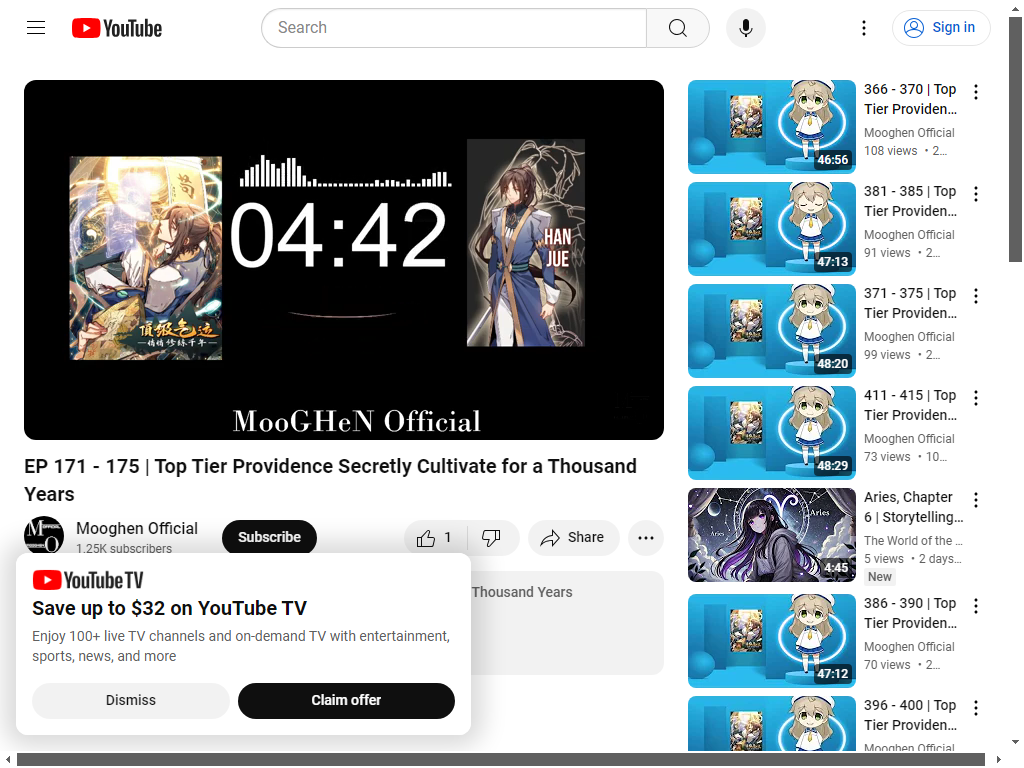 YouTube
Search
Sign in
04:42
HAN
JUE
MooGHeN Official
EP 171 - 175 | Top Tier Providence Secretly Cultivate for a Thousand
Years
Mooghen Official
1.25K subscribers
Subscribe
1
Share
Thousand Years
YouTube TV
Save up to $32 on YouTube TV
Enjoy 100+ live TV channels and on-demand TV with entertainment,
sports, news, and more
Dismiss
Claim offer
46:56
366 - 370 | Top
Tier Providen…
Mooghen Official
108 views • 2…
47:13
381 - 385 | Top
Tier Providen…
Mooghen Official
91 views • 2…
48:20
371 - 375 | Top
Tier Providen…
Mooghen Official
99 views • 2…
48:29
411 - 415 | Top
Tier Providen…
Mooghen Official
73 views • 10…
Aries
Aries
4:45
Aries, Chapter
6 | Storytelling…
The World of the …
5 views • 2 days…
New
47:12
386 - 390 | Top
Tier Providen…
Mooghen Official
70 views • 2…
396 - 400 | Top
Tier Providen…
Mooghen Official